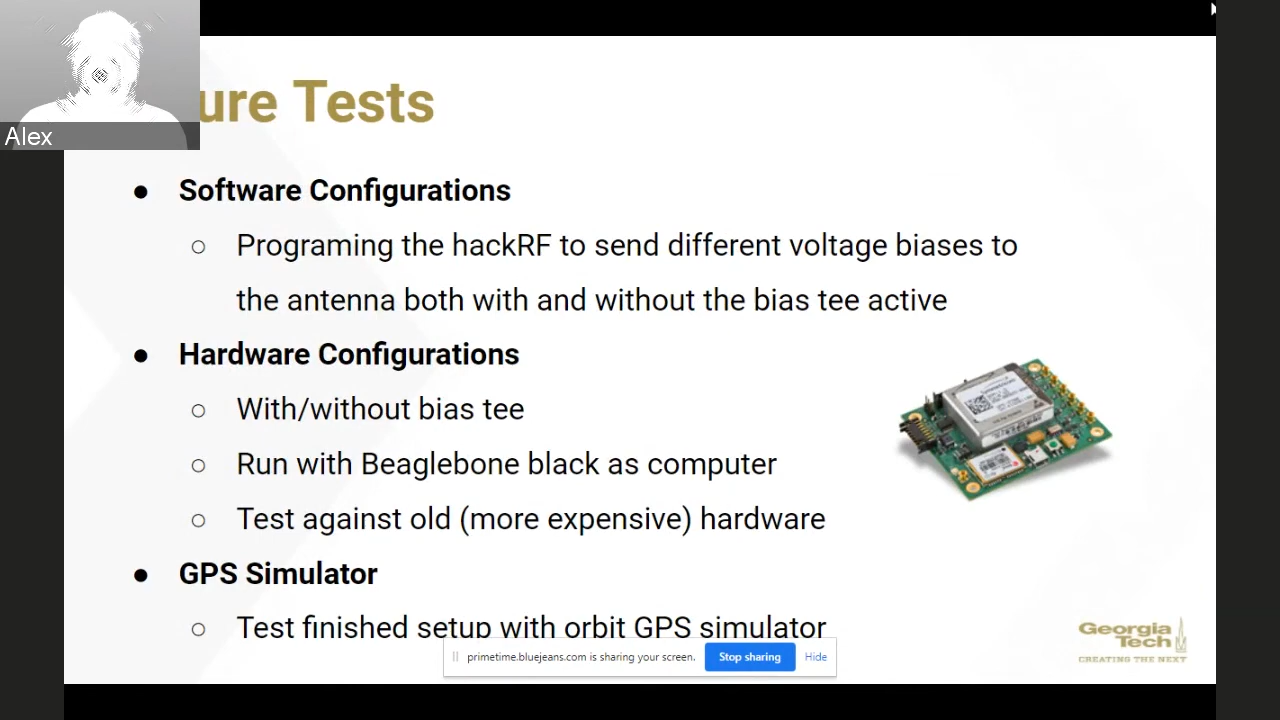 Alex
ure Tests
● Software Configurations
○ Programing the hackRF to send different voltage biases to
the antenna both with and without the bias tee active
● Hardware Configurations
○ With/without bias tee
○ Run with Beaglebone black as computer
○ Test against old (more expensive) hardware
● GPS Simulator
○ Test finished setup with orbit GPS simulator
primetime.bluejeans.com is sharing your screen. Stop sharing Hide
Georgia
Tech
CREATING THE NEXT